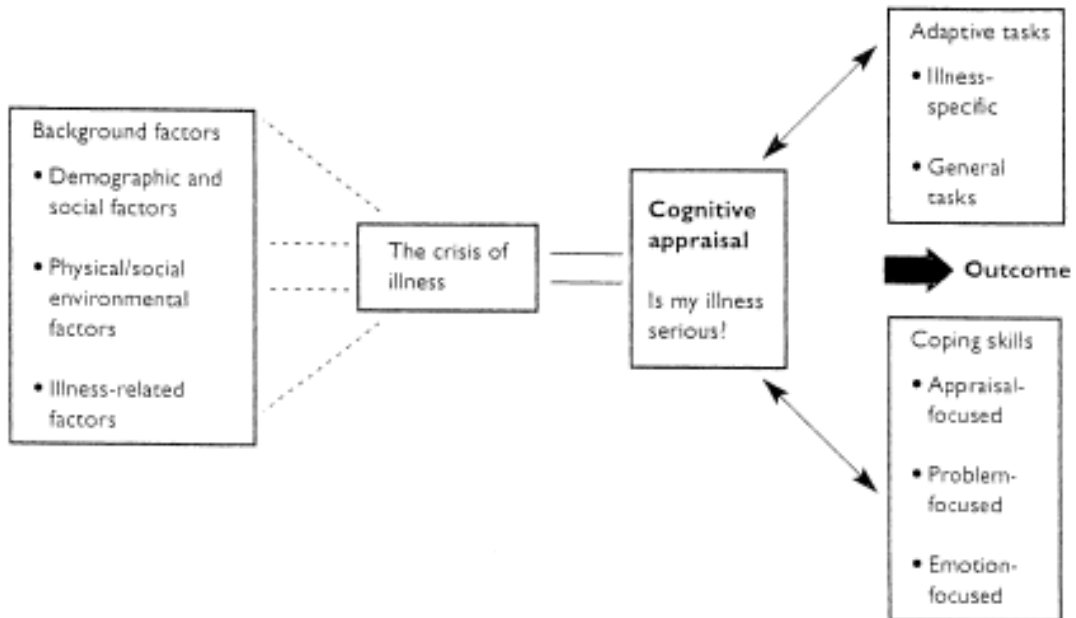 Background factors
• Demographic and
social factors
• Physical/social
environmental
factors
• Illness-related
factors
The crisis of
illness
Cognitive
appraisal
Is my illness
serious!
Adaptive tasks
• Illness-
specific
• General
tasks
Outcome
Coping skills
• Appraisal-
focused
• Problem-
focused
• Emotion-
focused